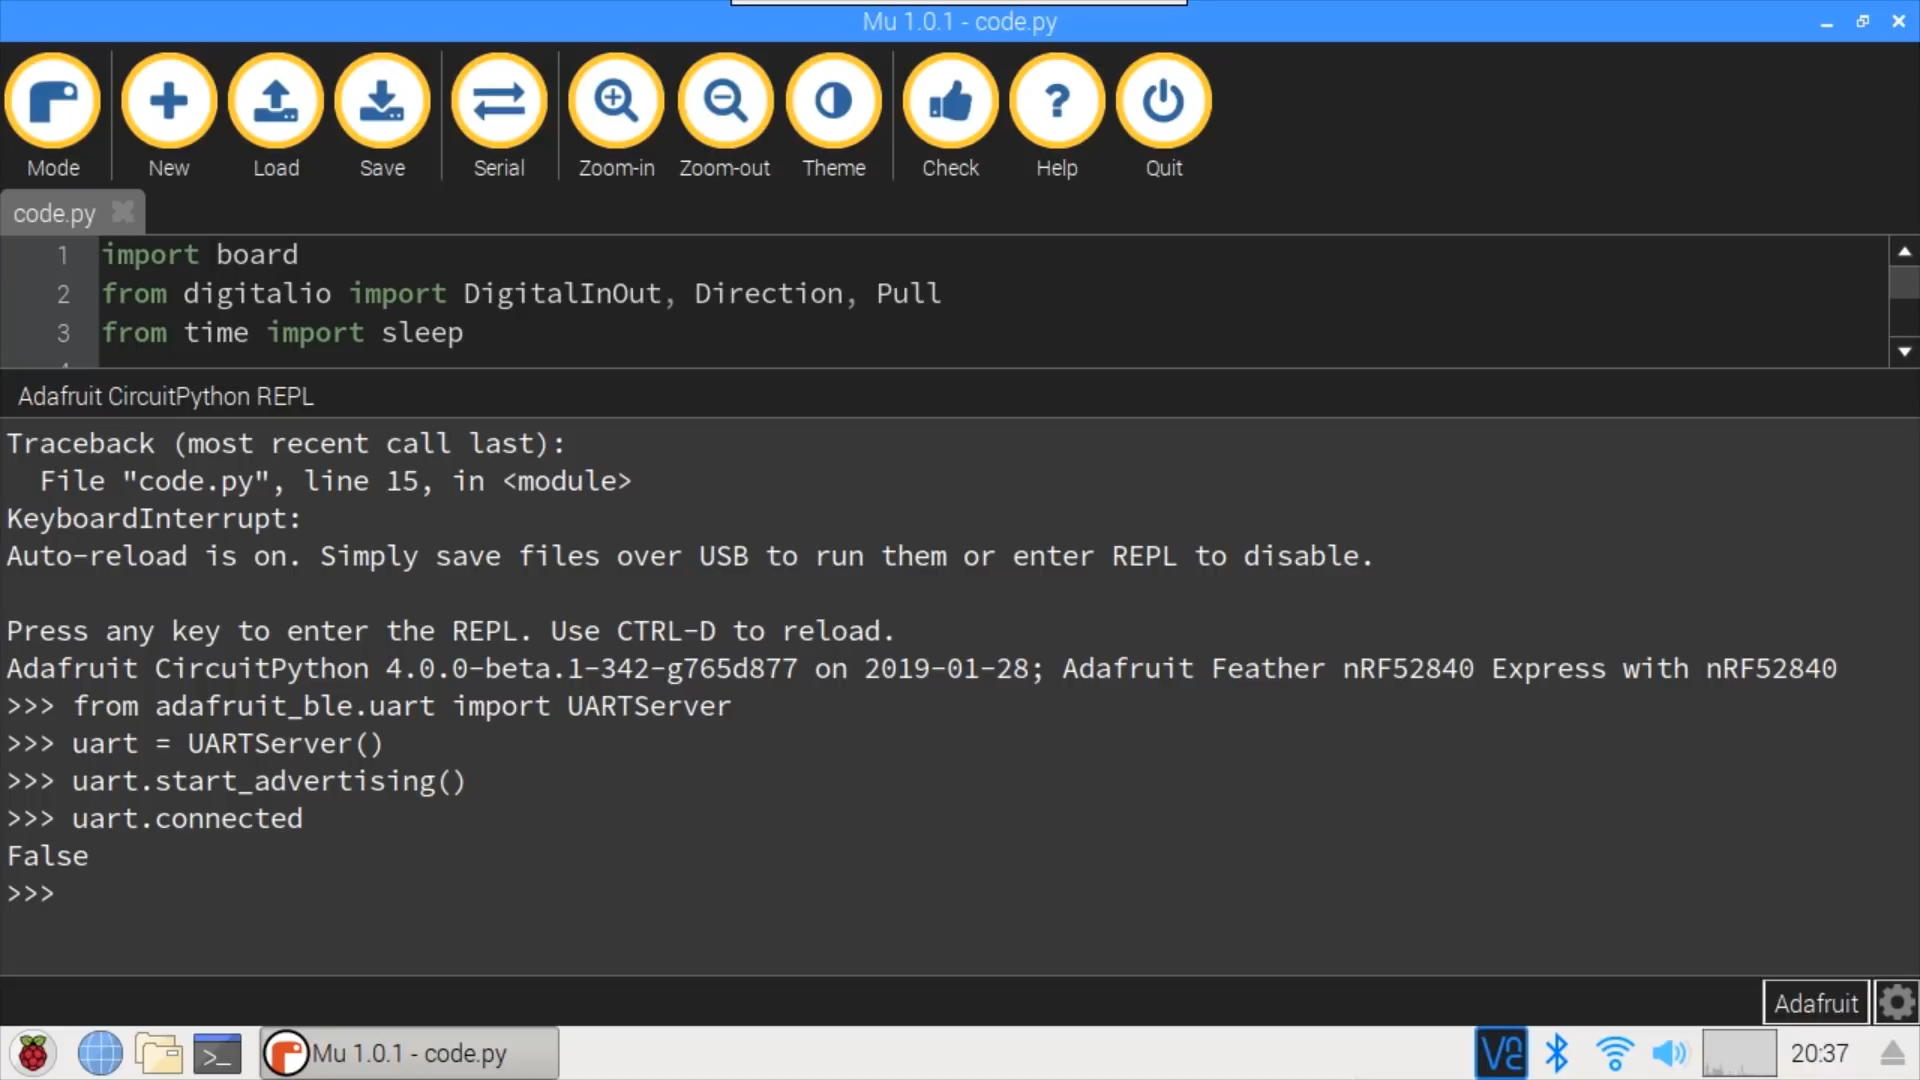 Mu 1.0.1 - code.py
Mode New Load Save Serial Zoom-in Zoom-out Theme Check Help Quit
code.py
1 import board
2 from digitalio import DigitalInOut, Direction, Pull
3 from time import sleep
Adafruit CircuitPython REPL
Traceback (most recent call last):
  File "code.py", line 15, in <module>
KeyboardInterrupt:
Auto-reload is on. Simply save files over USB to run them or enter REPL to disable.
Press any key to enter the REPL. Use CTRL-D to reload.
Adafruit CircuitPython 4.0.0-beta.1-342-g765d877 on 2019-01-28; Adafruit Feather nRF52840 Express with nRF52840
>>> from adafruit_ble.uart import UARTServer
>>> uart = UARTServer()
>>> uart.start_advertising()
>>> uart.connected
False
>>>
Adafruit
Mu 1.0.1 - code.py 20:37